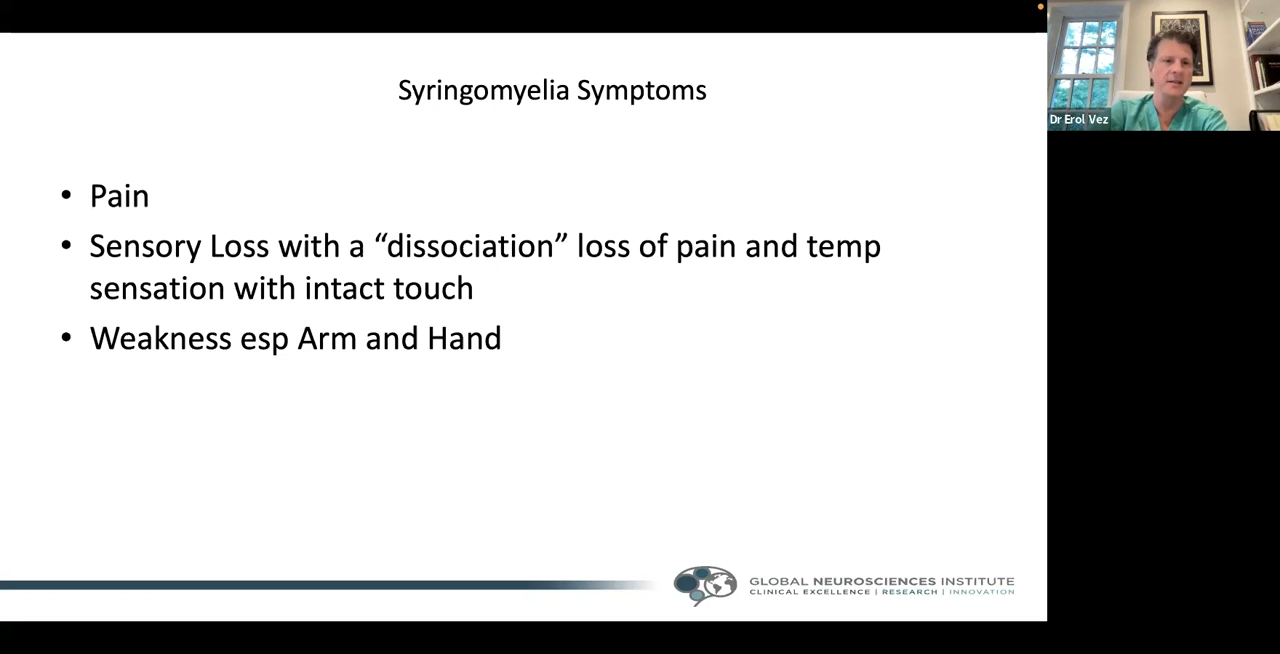 Syringomyelia Symptoms
• Pain
• Sensory Loss with a “dissociation” loss of pain and temp
sensation with intact touch
• Weakness esp Arm and Hand
GLOBAL NEUROSCIENCES INSTITUTE
CLINICAL EXCELLENCE | RESEARCH | INNOVATION
Dr Erol Vez